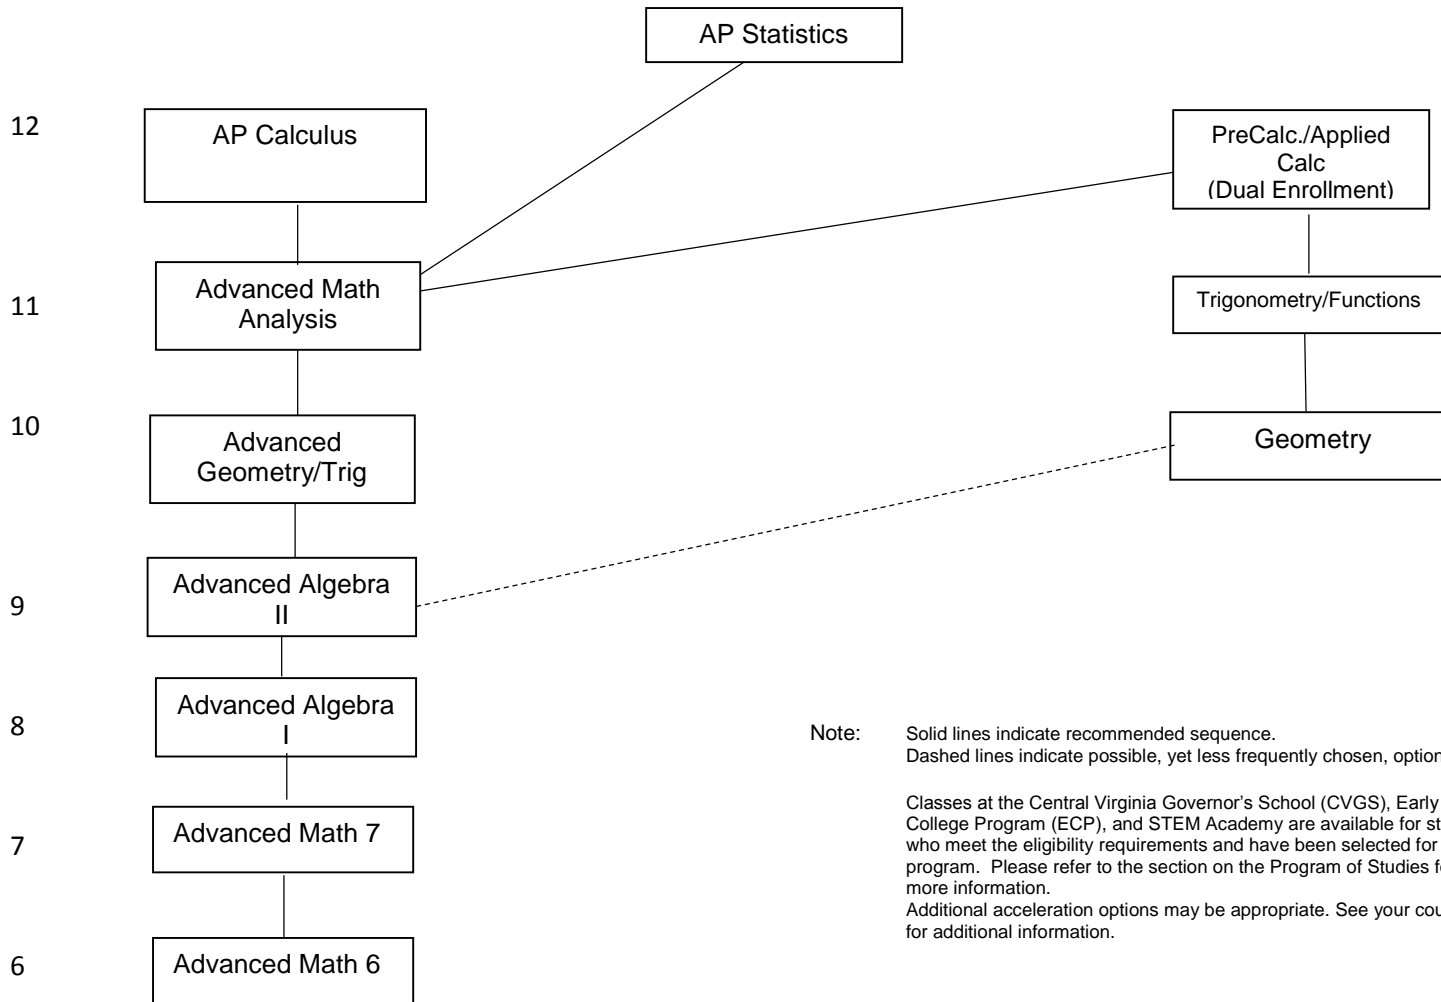 AP Statistics
12
AP Calculus
PreCalc./Applied
Calc
(Dual Enrollment)
11
Advanced Math
Analysis
Trigonometry/Functions
10
Advanced
Geometry/Trig
Geometry
9
Advanced Algebra
II
8
Advanced Algebra
I
Note:
Solid lines indicate recommended sequence.
Dashed lines indicate possible, yet less frequently chosen, option
Classes at the Central Virginia Governor’s School (CVGS), Early
College Program (ECP), and STEM Academy are available for st
who meet the eligibility requirements and have been selected for
program. Please refer to the section on the Program of Studies f
more information.
Additional acceleration options may be appropriate. See your cou
for additional information.
7
Advanced Math 7
6
Advanced Math 6